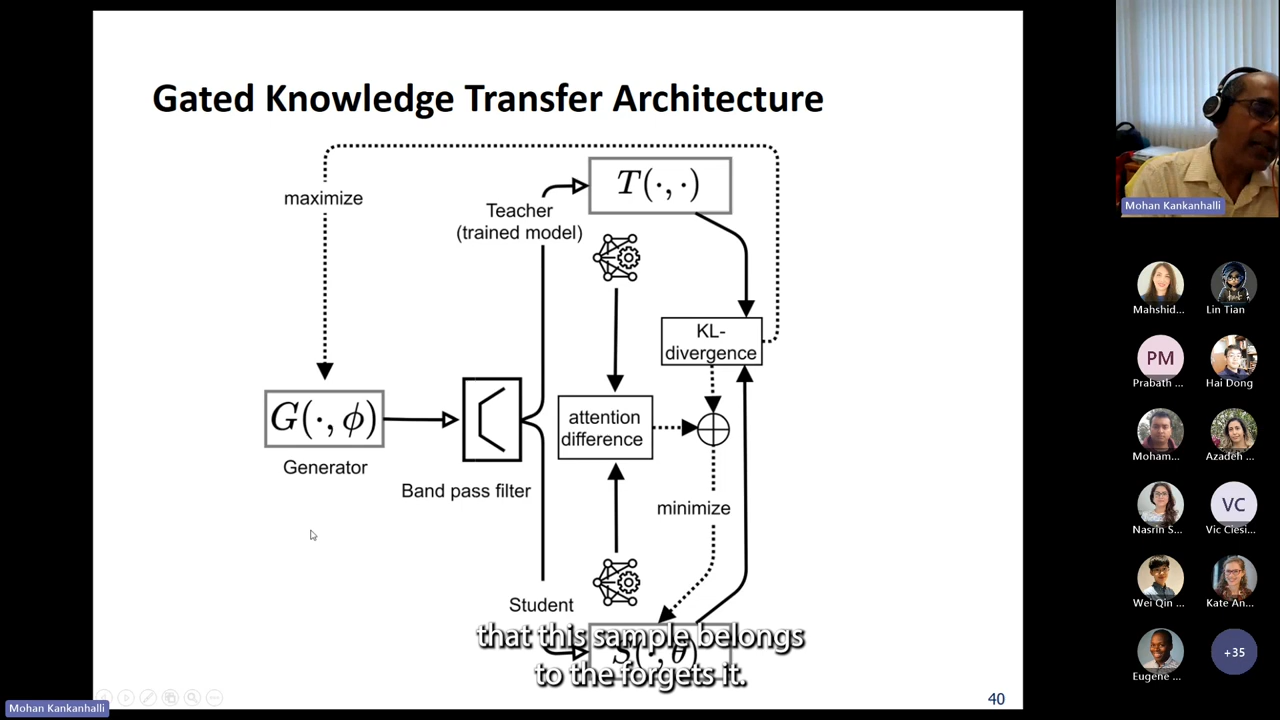 Gated Knowledge Transfer Architecture
maximize
T(·,·)
Teacher
(trained model)
KL-
divergence
G(·, ϕ)
Generator
Band pass filter
attention
difference
minimize
Student
S(·, θ)
that this sample belongs
to the forgets it.
40
Mohan Kankanhalli
Mohan Kankanhalli
Mahshid...
Lin Tian
PM
Prabath ...
Hai Dong
Moham...
Azadeh ...
Nasrin S...
VC
Vic Ciesi...
Wei Qin ...
Kate An...
Eugene ...
+35